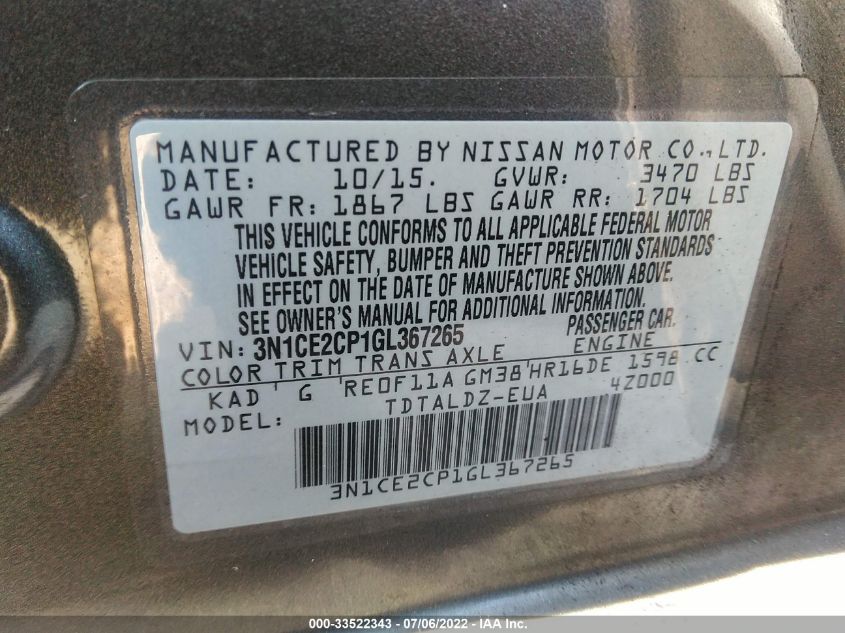 MANUFACTURED BY NISSAN MOTOR CO.,LTD.
DATE: 10/15. GVWR: 3470 LBS
GAWR FR: 1867 LBS GAWR RR: 1704 LBS
THIS VEHICLE CONFORMS TO ALL APPLICABLE FEDERAL MOTOR
VEHICLE SAFETY, BUMPER AND THEFT PREVENTION STANDARDS
IN EFFECT ON THE DATE OF MANUFACTURE SHOWN ABOVE.
SEE OWNER'S MANUAL FOR ADDITIONAL INFORMATION.
VIN: 3N1CE2CP1GL367265 PASSENGER CAR.
COLOR TRIM TRANS AXLE ENGINE
KAD G RE0F11A GM38 HR16DE 1598 CC
MODEL: TDTALDZ-EUA 4Z000
3N1CE2CP1GL367265
000-33522343 - 07/06/2022 - © IAA Inc.